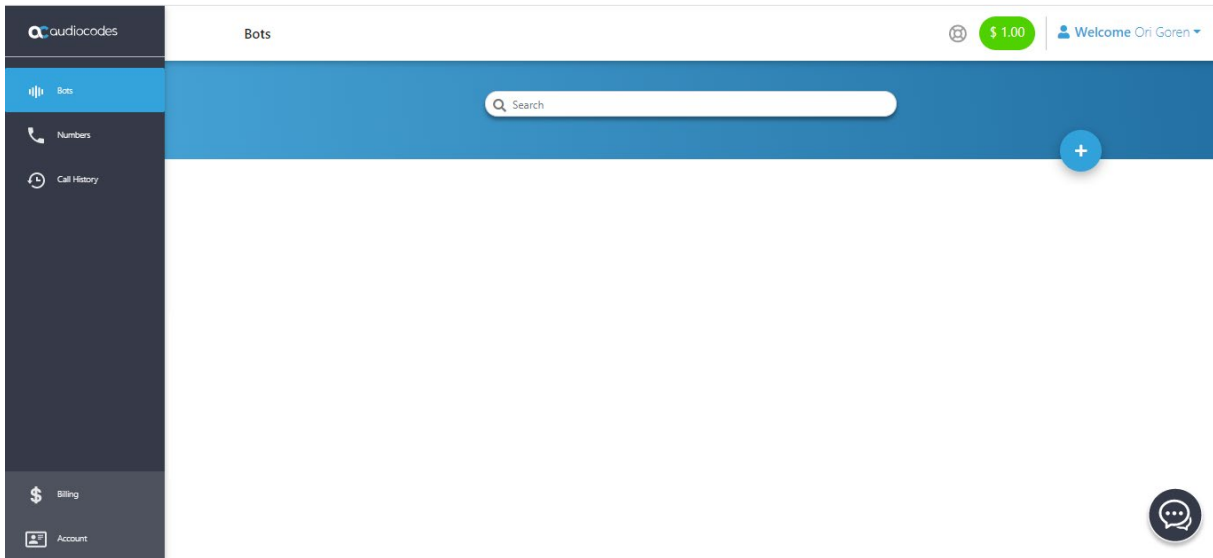 audiocodes
Bots
$ 1.00
Welcome Ori Goren
Bots
Search
Numbers
Call History
Billing
Account